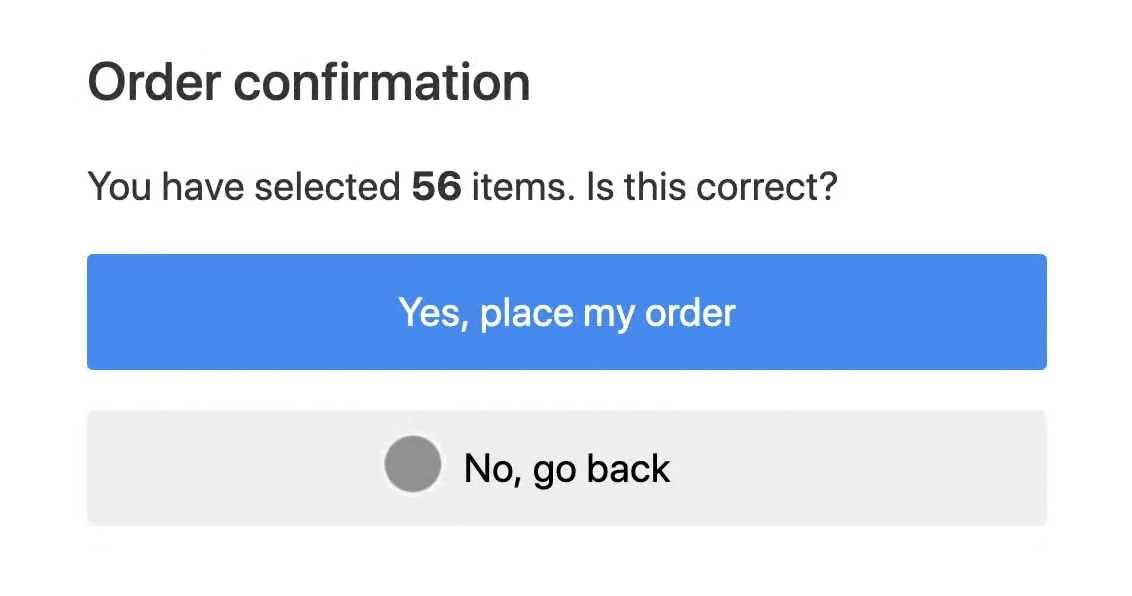 Order confirmation
You have selected 56 items. Is this correct?
Yes, place my order
No, go back